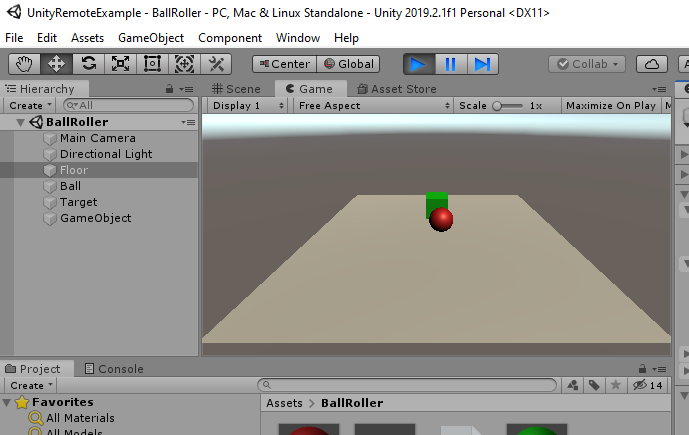 UnityRemoteExample - BallRoller - PC, Mac & Linux Standalone - Unity 2019.2.1f1 Personal <DX11>
File Edit Assets GameObject Component Window Help
Center Global Collab
Hierarchy Scene Game Asset Store
Create All Display 1 Free Aspect Scale 1x Maximize On Play
BallRoller
Main Camera
Directional Light
Floor
Ball
Target
GameObject
Project Console
Create 14
Favorites Assets > BallRoller
All Materials
All Models